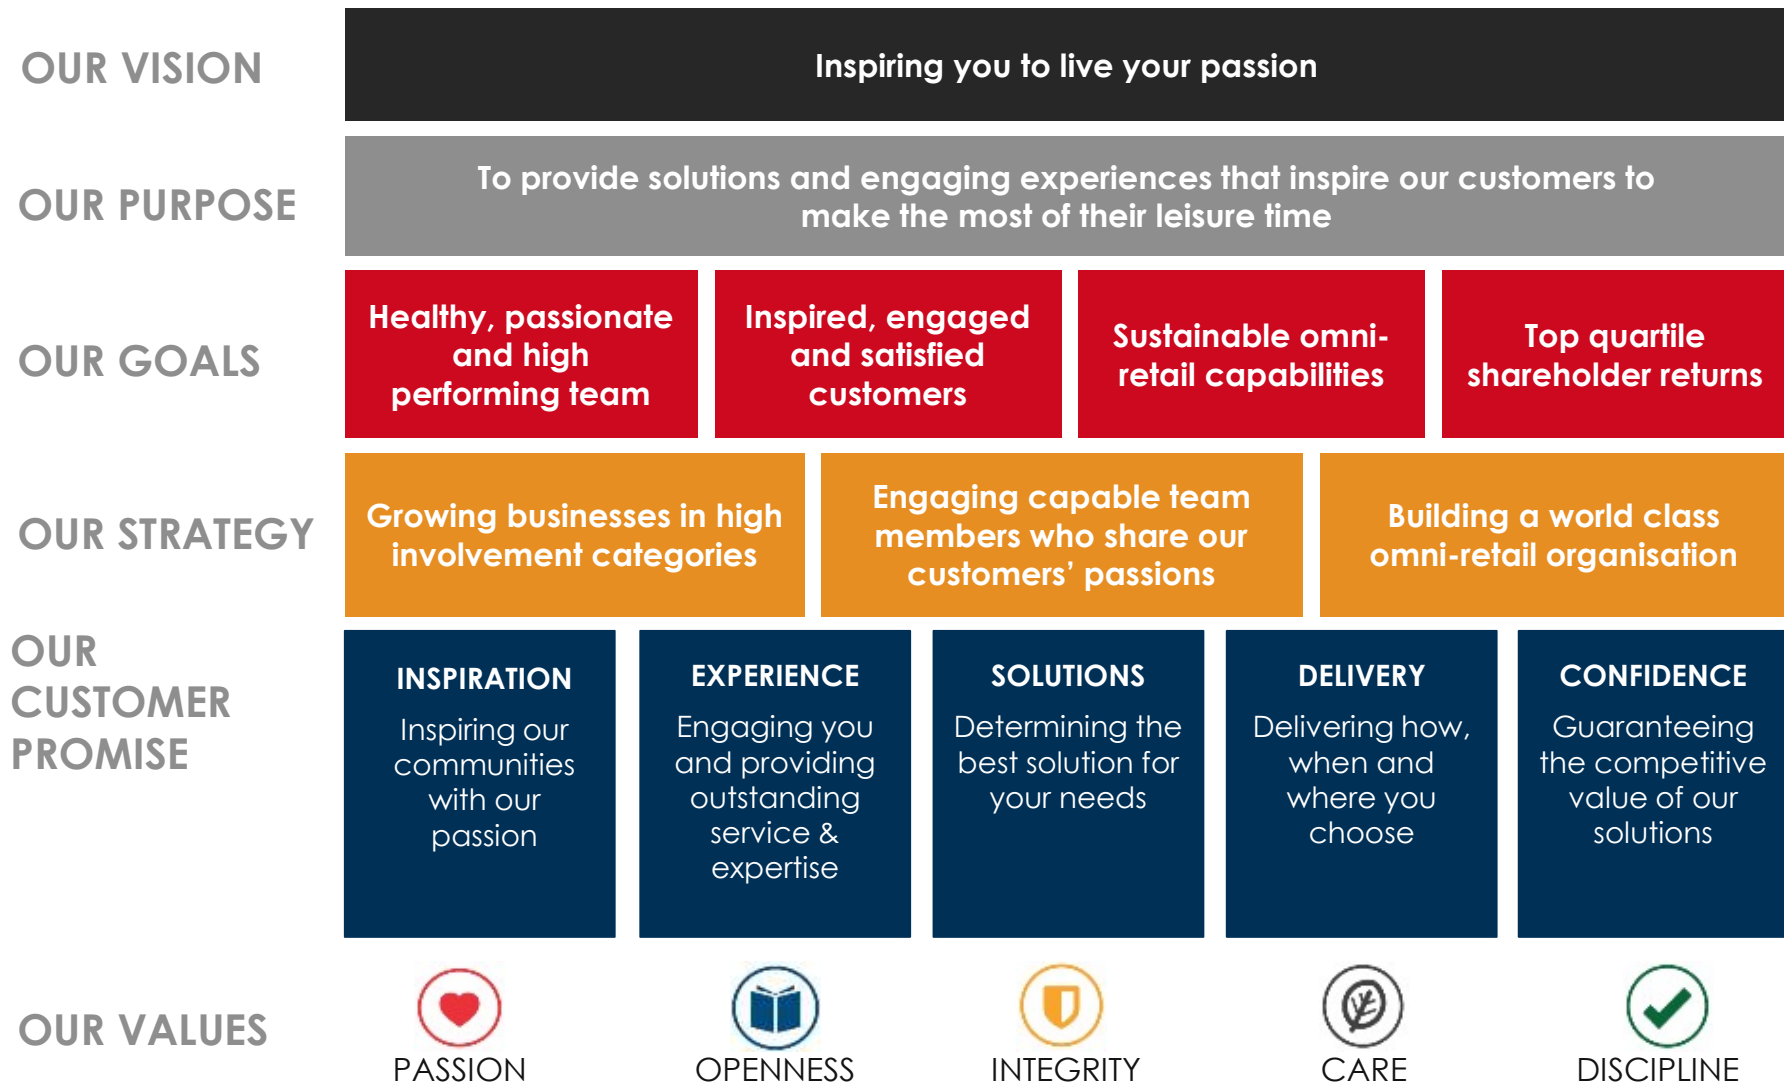 OUR VISION
Inspiring you to live your passion
OUR PURPOSE
To provide solutions and engaging experiences that inspire our customers to
make the most of their leisure time
OUR GOALS
Healthy, passionate
and high
performing team
Inspired, engaged
and satisfied
customers
Sustainable omni-
retail capabilities
Top quartile
shareholder returns
OUR STRATEGY
Growing businesses in high
involvement categories
Engaging capable team
members who share our
customers’ passions
Building a world class
omni-retail organisation
OUR
CUSTOMER
PROMISE
INSPIRATION
Inspiring our
communities
with our
passion
EXPERIENCE
Engaging you
and providing
outstanding
service &
expertise
SOLUTIONS
Determining the
best solution for
your needs
DELIVERY
Delivering how,
when and
where you
choose
CONFIDENCE
Guaranteeing
the competitive
value of our
solutions
OUR VALUES
PASSION
OPENNESS
INTEGRITY
CARE
DISCIPLINE